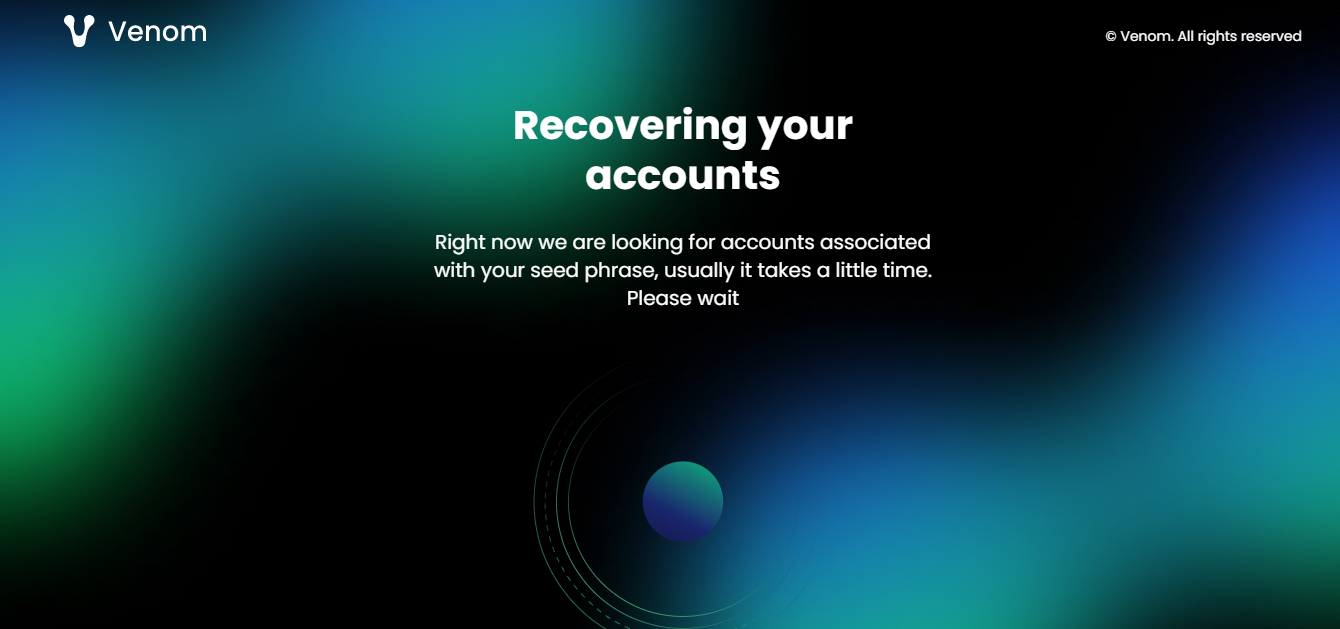 Venom
© Venom. All rights reserved
Recovering your
accounts
Right now we are looking for accounts associated
with your seed phrase, usually it takes a little time.
Please wait